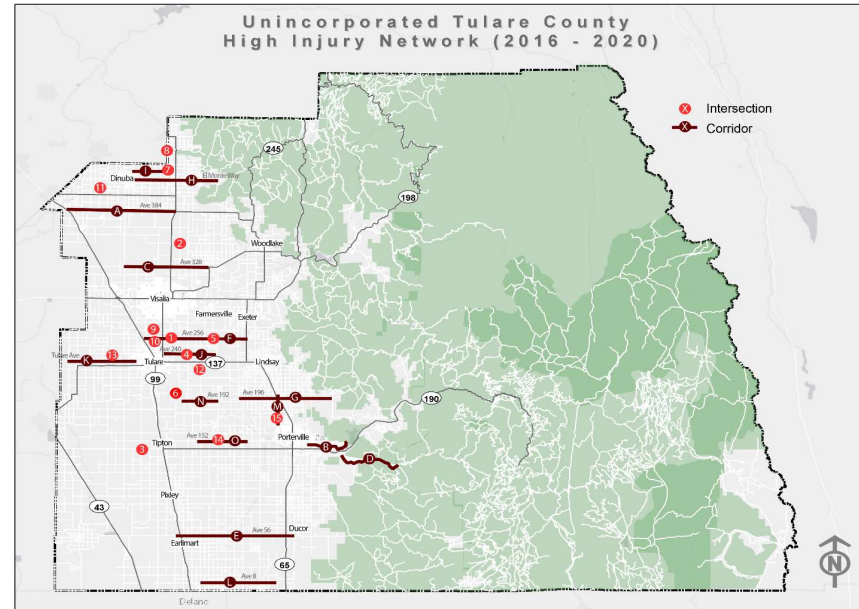 Unincorporated Tulare County
High Injury Network (2016 - 2020)
X Intersection
X Corridor
8
245
I
7
Dinuba
H
El Monte Way
11
198
A
Ave 384
2
Woodlake
C
Ave 328
Visalia
Farmersville
Exeter
9
10
1
Ave 256
5
F
Tulare Ave
K
13
Ave 240
4
J
Tulare
137
Lindsay
12
99
6
N
Ave 192
Ave 196
G
190
M
15
Ave 152
14
O
Porterville
B
3
Tipton
D
Pixley
43
Ave 56
E
Ducor
Earlimart
65
Ave 8
L
Delano
N